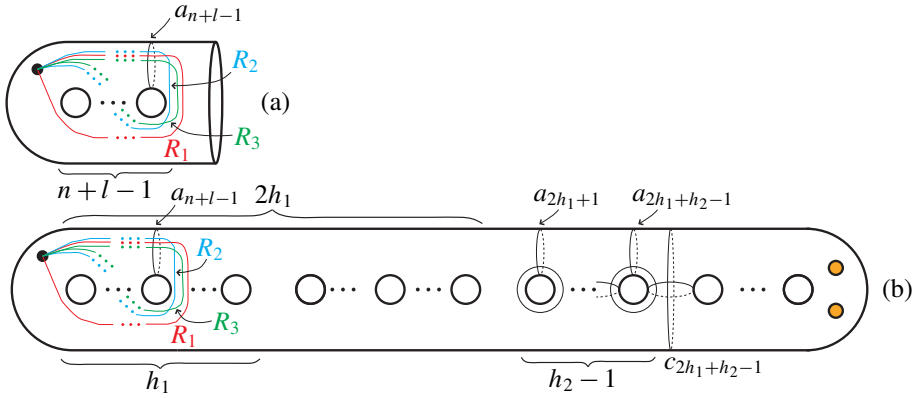 a_{n+l-1}
R_2
(a)
R_3
R_1
n + l - 1
2h_1
a_{n+l-1}
a_{2h_1+1}
a_{2h_1+h_2-1}
R_2
(b)
R_3
R_1
h_1
h_2 - 1
c_{2h_1+h_2-1}